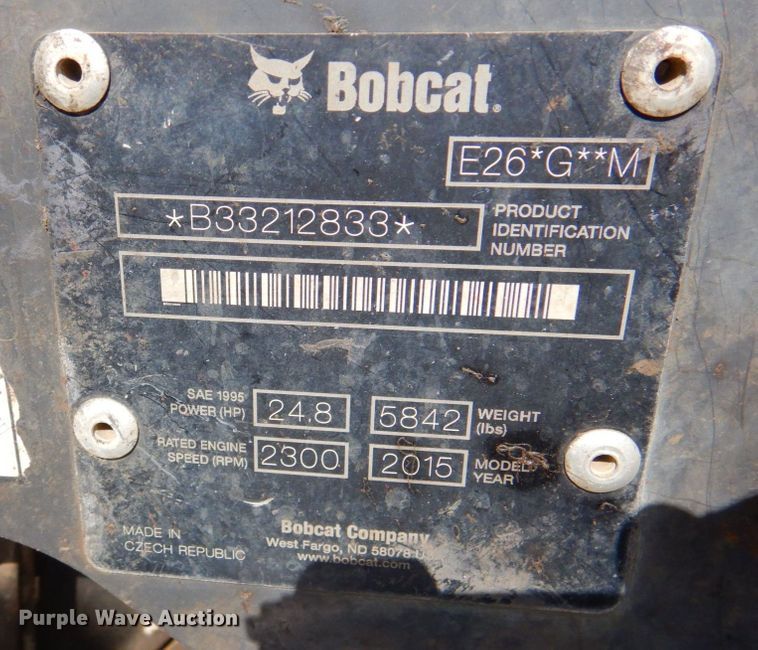 Bobcat®
E26*G**M
*B33212833*
PRODUCT
IDENTIFICATION
NUMBER
SAE 1995
POWER (HP)
24.8
5842
WEIGHT
(lbs)
RATED ENGINE
SPEED (RPM)
2300
2015
MODEL
YEAR
MADE IN
CZECH REPUBLIC
Bobcat Company
West Fargo, ND 58078
www.bobcat.com
Purple Wave Auction